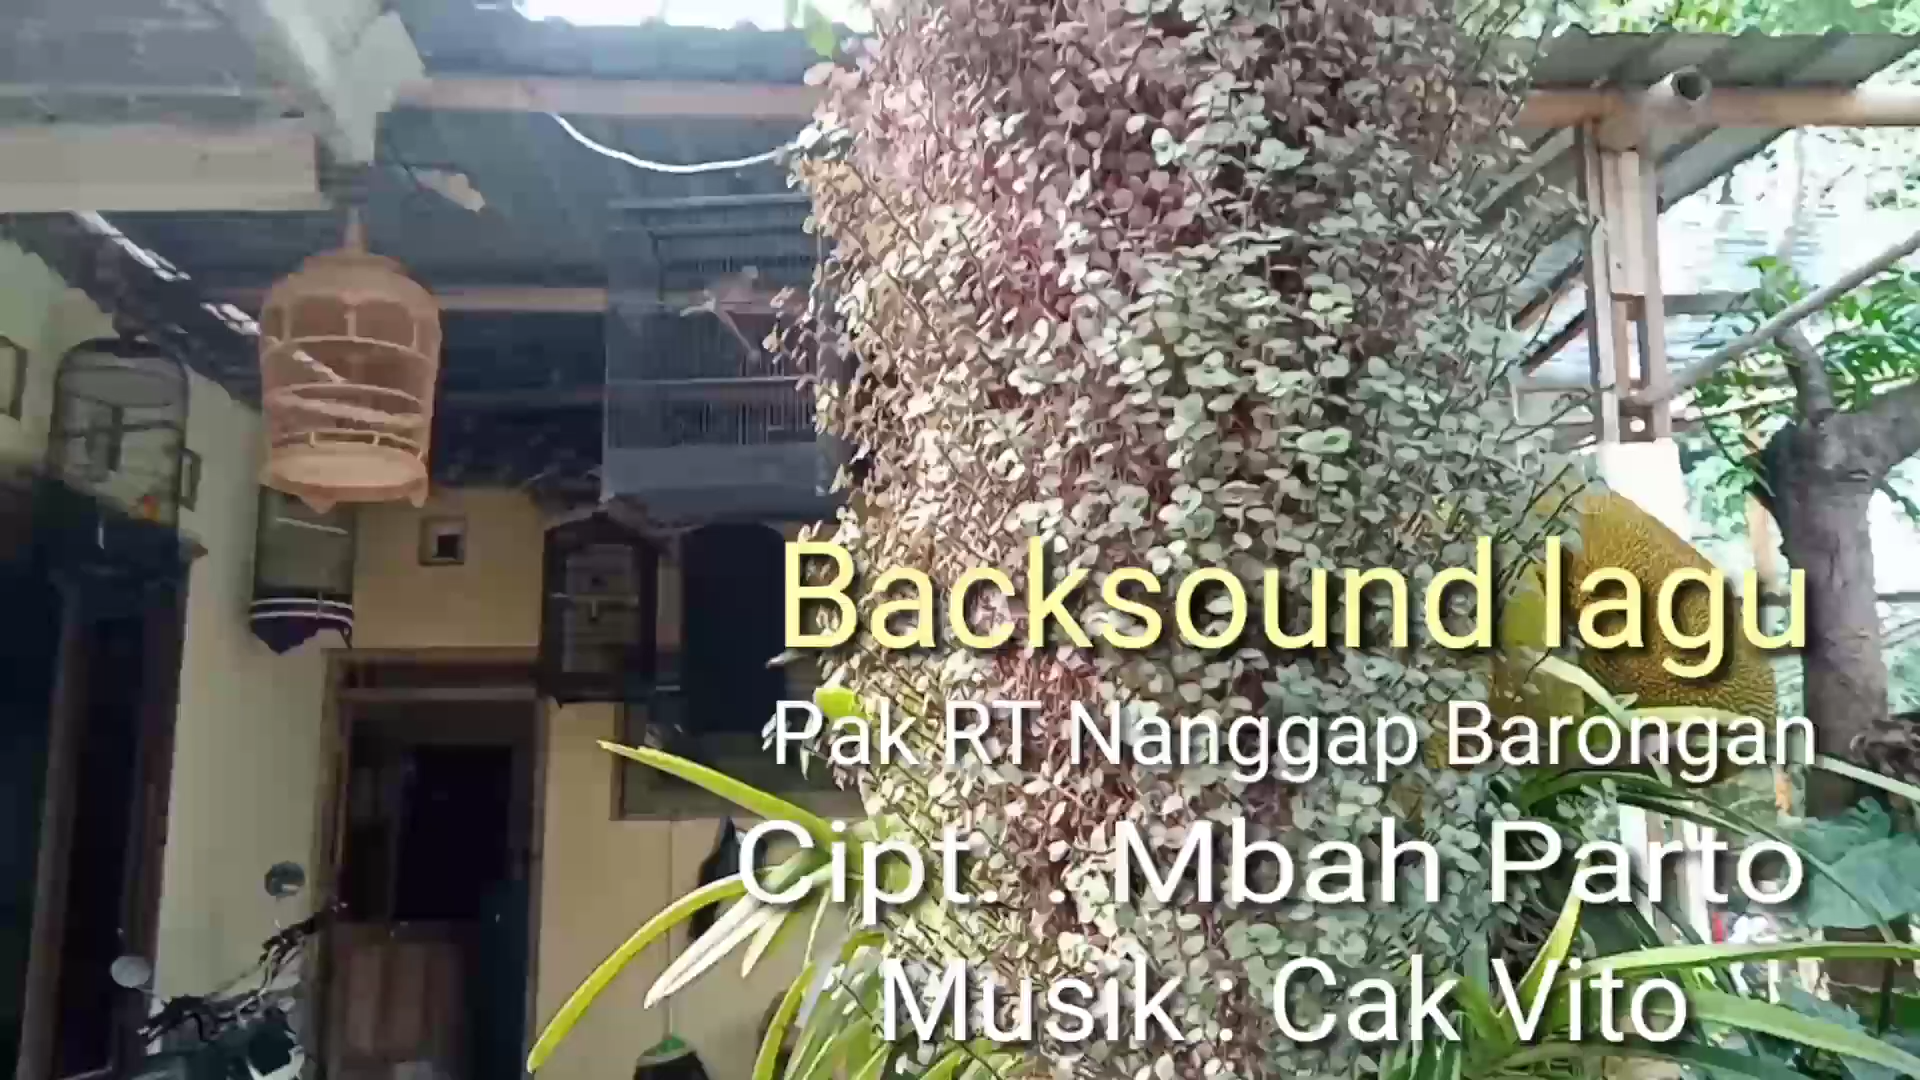 Backsound lagu
Pak RT Nanggap Barongan
Cipt. : Mbah Parto
Musik : Cak Vito